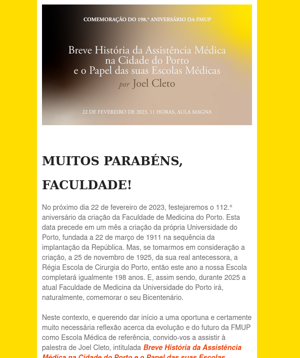 COMEMORAÇÃO DO 198.º ANIVERSÁRIO DA FMUP
Breve História da Assistência Médica
na Cidade do Porto
e o Papel das suas Escolas Médicas
por Joel Cleto
22 DE FEVEREIRO DE 2023, 11 HORAS, AULA MAGNA
MUITOS PARABÉNS,
FACULDADE!
No próximo dia 22 de fevereiro de 2023, festejaremos o 112.º
aniversário da criação da Faculdade de Medicina do Porto. Esta
data precede em um mês a criação da própria Universidade do
Porto, fundada a 22 de março de 1911 na sequência da
implantação da República. Mas, se tomarmos em consideração a
criação, a 25 de novembro de 1925, da sua real antecessora, a
Régia Escola de Cirurgia do Porto, então este ano a nossa Escola
completará igualmente 198 anos. E, assim sendo, durante 2025 a
atual Faculdade de Medicina da Universidade do Porto irá,
naturalmente, comemorar o seu Bicentenário.
Neste contexto, e querendo dar início a uma oportuna e certamente
muito necessária reflexão acerca da evolução e do futuro da FMUP
como Escola Médica de referência, convido-vos a assistir à
palestra de Joel Cleto, intitulada Breve História da Assistência
Médica na Cidade do Porto e o Papel das suas Escolas